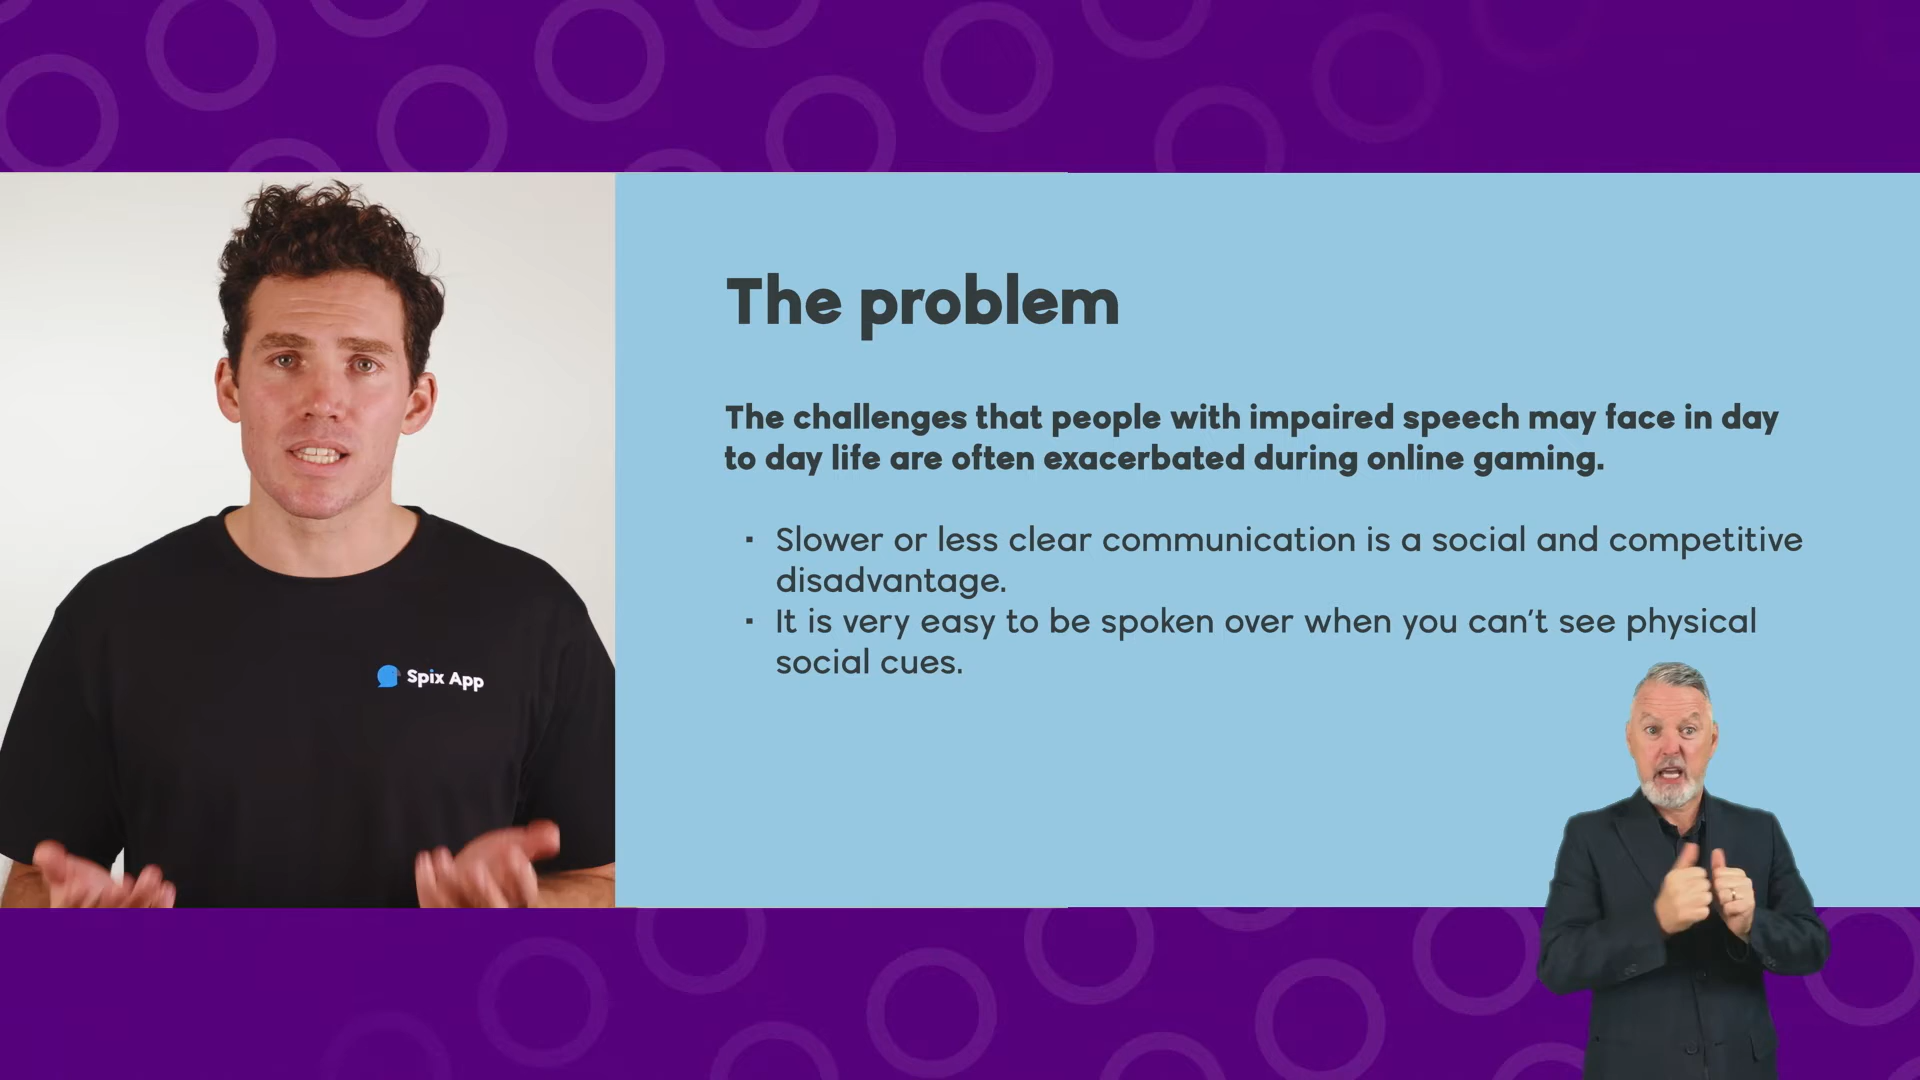 The problem
The challenges that people with impaired speech may face in day
to day life are often exacerbated during online gaming.
· Slower or less clear communication is a social and competitive
disadvantage.
· It is very easy to be spoken over when you can't see physical
social cues.
Spix App